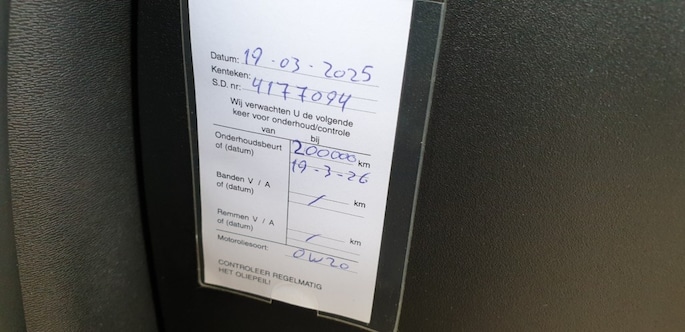 Datum: 19-03-2025
Kenteken:
S.D. nr: 4177094
Wij verwachten U de volgende
keer voor onderhoud/controle
van bij
Onderhoudsbeurt 200000 km
of (datum) 19-3-26
Banden V / A
of (datum) / km
Remmen V / A
of (datum) / km
Motoroliesoort: 0W20
CONTROLEER REGELMATIG
HET OLIEPEIL!